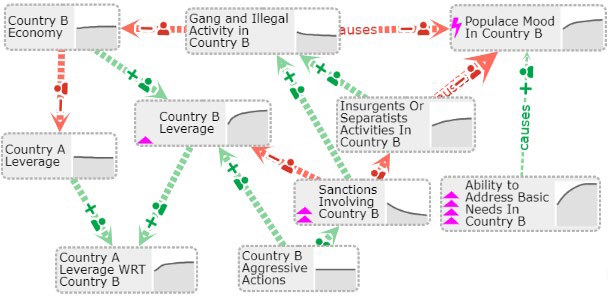 Country B
Economy
Gang and Illegal
Activity in
Country B
auses
Populace Mood
In Country B
Country B
Leverage
Insurgents Or
Separatists
Activities In
Country B
causes
Country A
Leverage
Sanctions
Involving
Country B
Ability to
Address Basic
Needs In
Country B
Country A
Leverage WRT
Country B
Country B
Aggressive
Actions